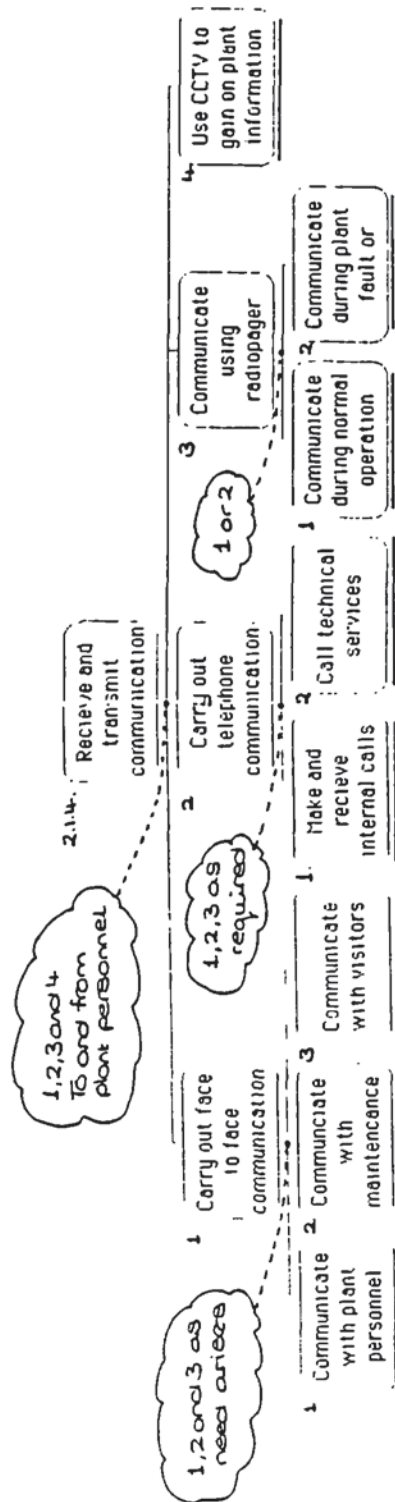 1,2,3 and 4
To and from
plant personnel
2.1.4.
Recieve and
transmit
communication
1,2 and 3 as
need arises
1
Carry out face
to face
communication
1,2,3 as
required
2
Carry out
telephone
communication.
1 or 2
3
Communicate
using
radiopager
4.
Use CCTV to
gain on plant
information
1
Communicate
with plant
personnel
2
Communciate
with
maintencance
3
Communicate
with visitors
1.
Make and
recieve
internal calls
2
Call technical
services
1
Communicate
during normal
operation
2
Communicate
during plant
fault or